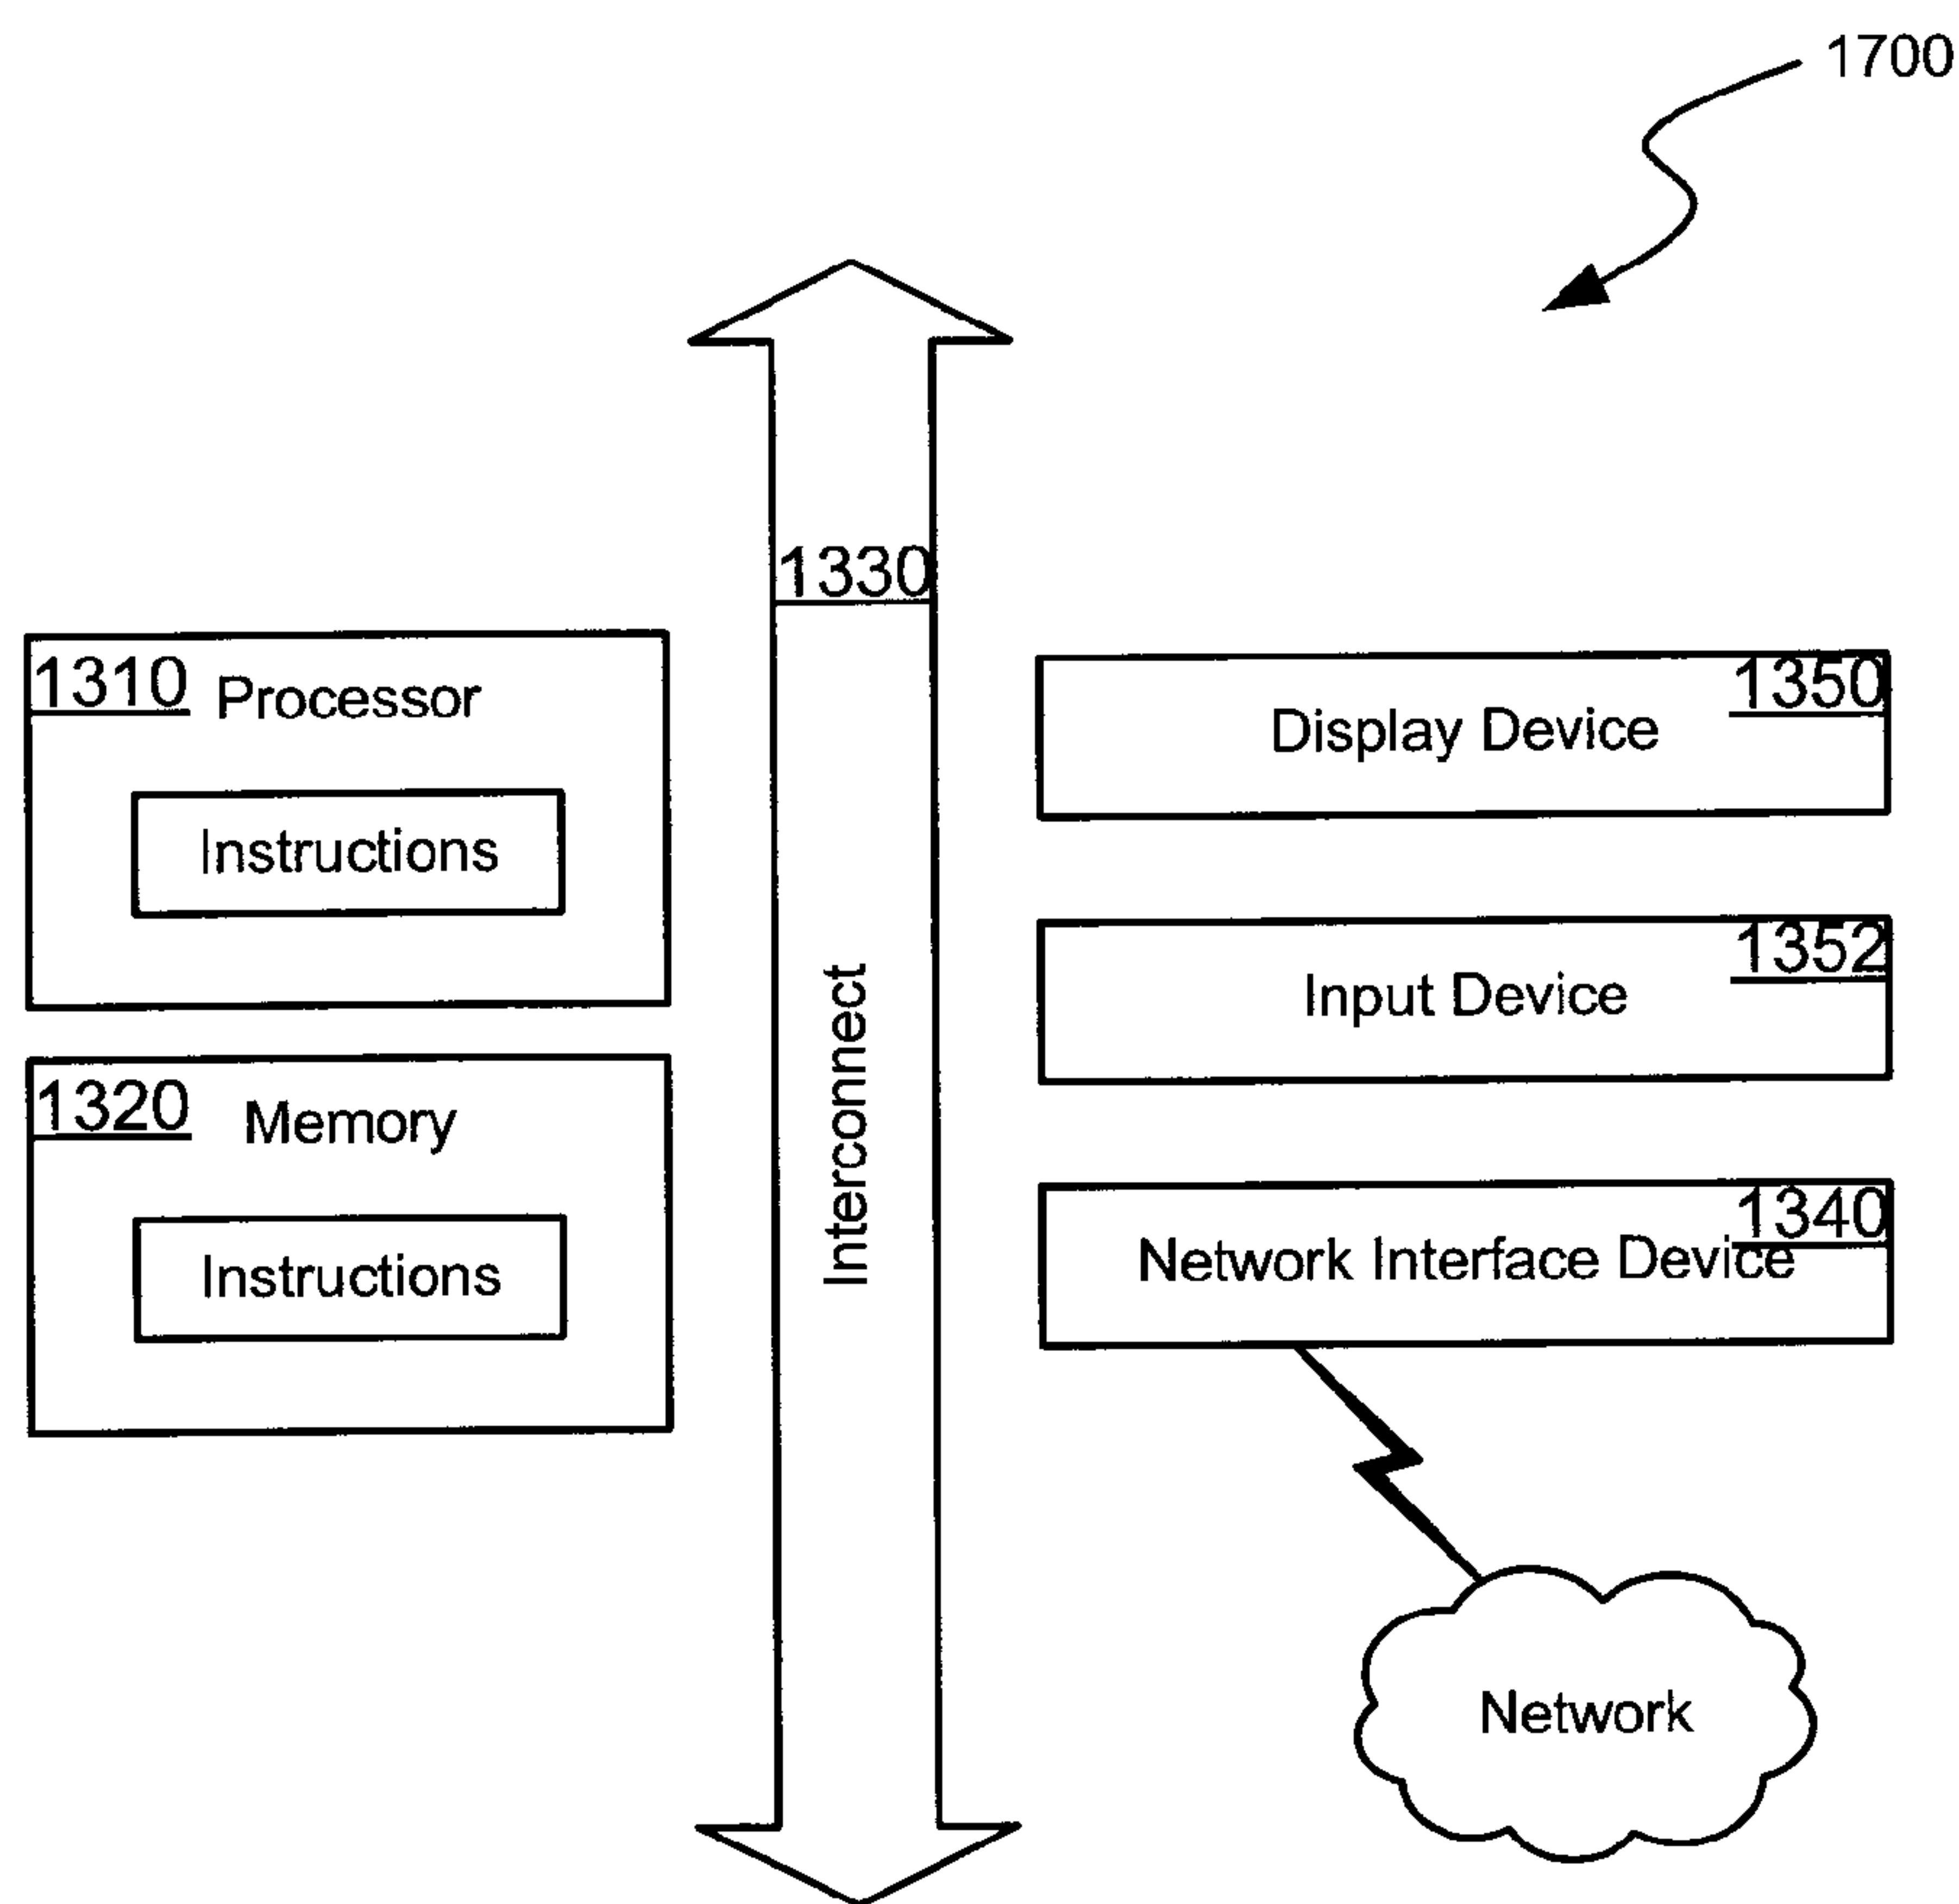 1700
1330
1310 Processor
Instructions
1320 Memory
Instructions
Interconnect
1350
Display Device
1352
Input Device
1340
Network Interface Device
Network